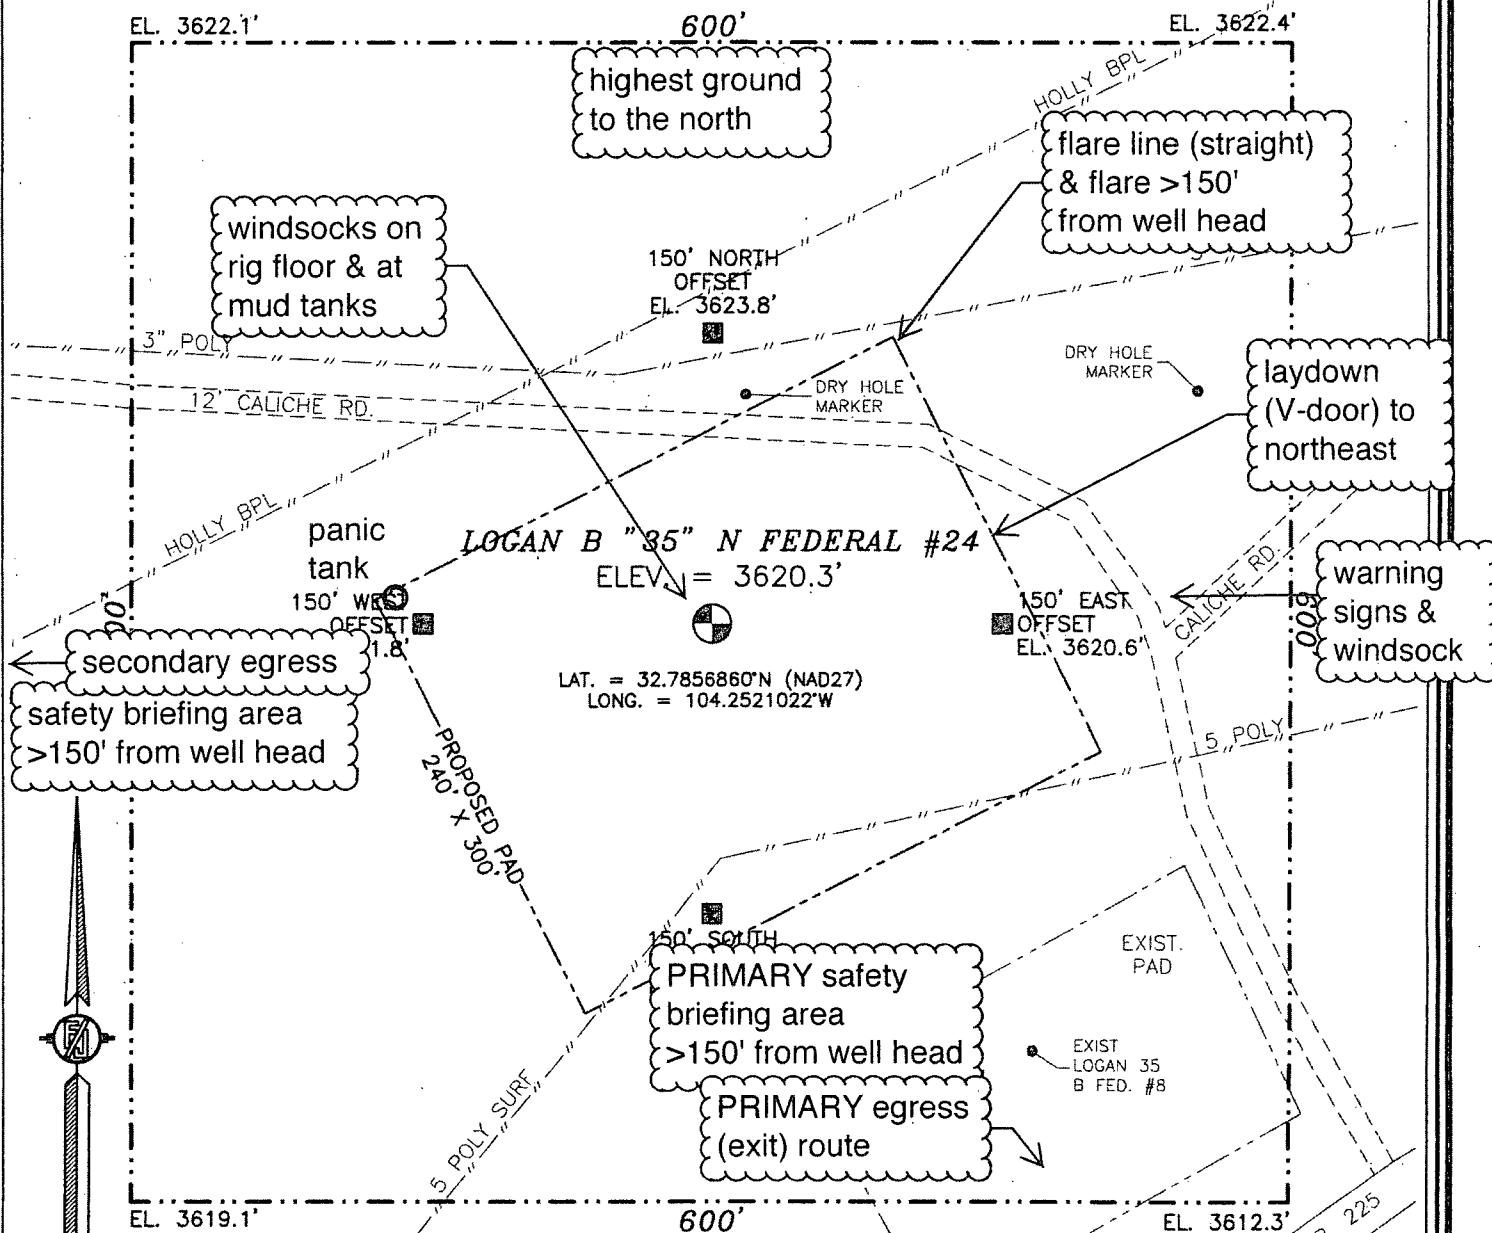 EL. 3622.1'
600'
EL. 3622.4'
highest ground
to the north
HOLLY BPL
flare line (straight)
& flare >150'
from well head
windsocks on
rig floor & at
mud tanks
150' NORTH
OFFSET
EL. 3623.8'
3" POLY
12' CALICHE RD.
DRY HOLE
MARKER
DRY HOLE
MARKER
laydown
(V-door) to
northeast
HOLLY BPL
panic
tank
LOGAN B "35" N FEDERAL #24
ELEV. = 3620.3'
150' WEST
OFFSET
1.8'
150' EAST
OFFSET
EL. 3620.6'
CALICHE RD.
600'
warning
signs &
windsock
secondary egress
safety briefing area
>150' from well head
LAT. = 32.7856860°N (NAD27)
LONG. = 104.2521022°W
PROPOSED PAD
240' X 300'
5 POLY
150' SOUTH
PRIMARY safety
briefing area
>150' from well head
EXIST.
PAD
EXIST
LOGAN 35
B FED. #8
PRIMARY egress
(exit) route
5 POLY SURF
EL. 3619.1'
600'
EL. 3612.3'
225